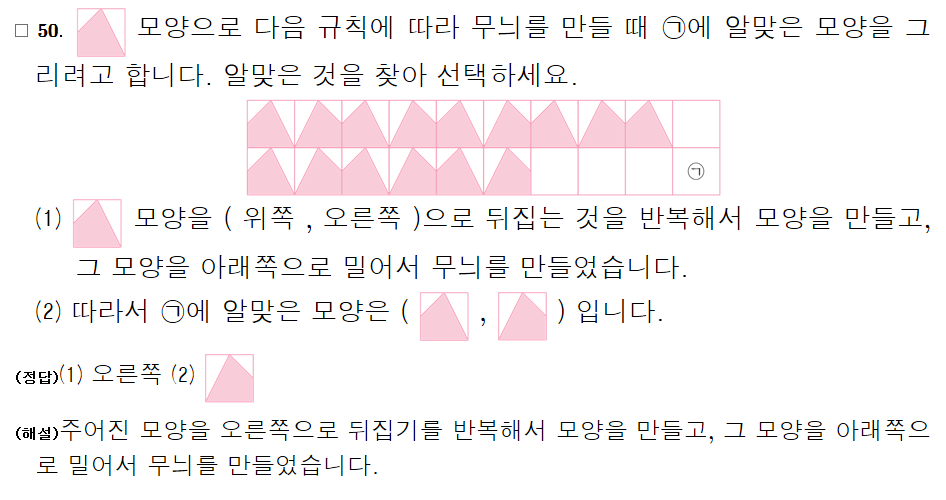 □ 50. 모양으로 다음 규칙에 따라 무늬를 만들 때 ㉠에 알맞은 모양을 그
리려고 합니다. 알맞은 것을 찾아 선택하세요.
㉠
(1) 모양을 ( 위쪽 , 오른쪽 )으로 뒤집는 것을 반복해서 모양을 만들고,
그 모양을 아래쪽으로 밀어서 무늬를 만들었습니다.
(2) 따라서 ㉠에 알맞은 모양은 ( , ) 입니다.
(정답)(1) 오른쪽 (2)
(해설)주어진 모양을 오른쪽으로 뒤집기를 반복해서 모양을 만들고, 그 모양을 아래쪽으
로 밀어서 무늬를 만들었습니다.